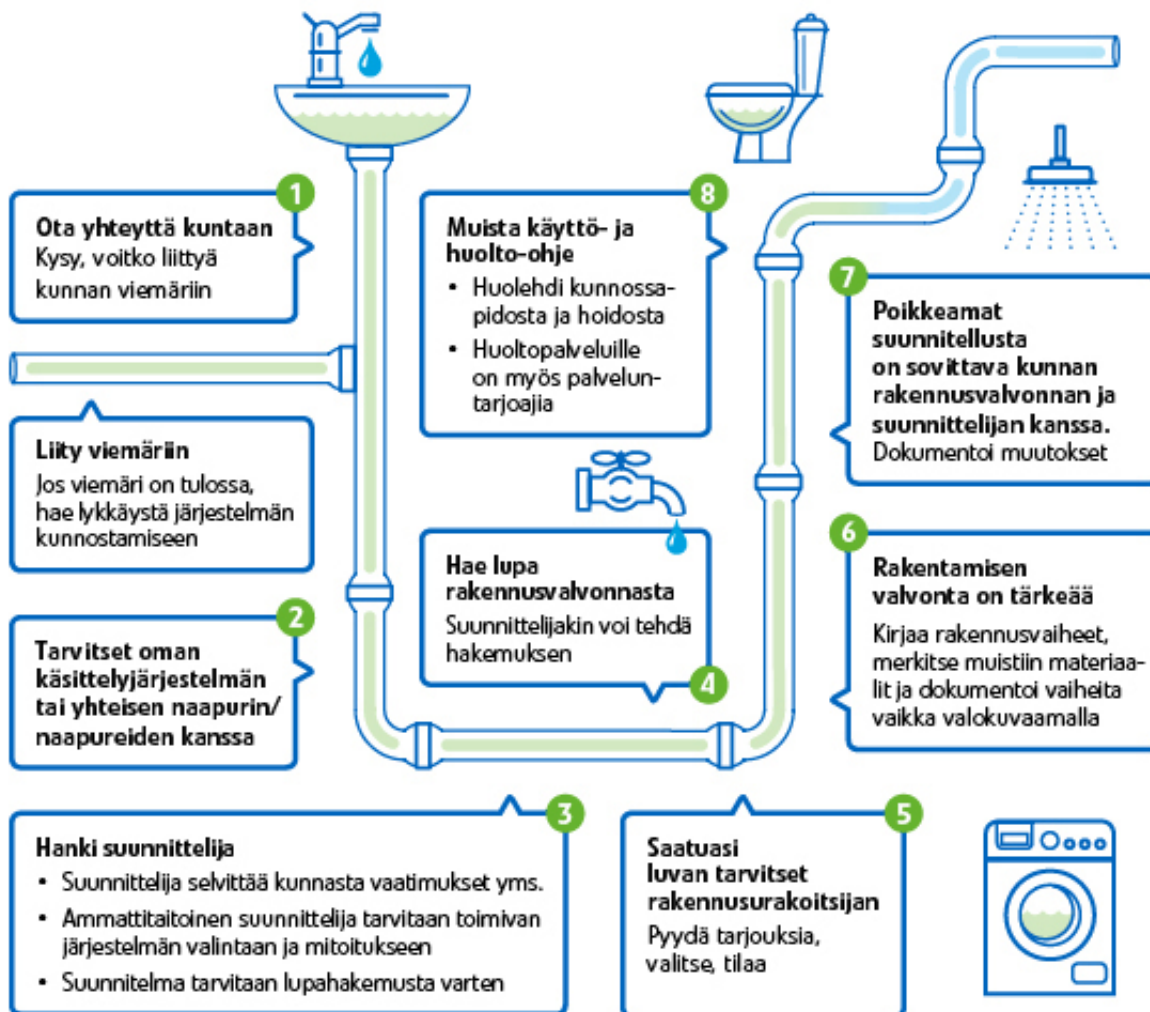 1
Ota yhteyttä kuntaan
Kysy, voitko liittyä
kunnan viemäriin
Liity viemäriin
Jos viemäri on tulossa,
hae lykkäystä järjestelmän
kunnostamiseen
2
Tarvitset oman
käsittelyjärjestelmän
tai yhteisen naapurin/
naapureiden kanssa
3
Hanki suunnittelija
• Suunnittelija selvittää kunnasta vaatimukset yms.
• Ammattitaitoinen suunnittelija tarvitaan toimivan
järjestelmän valintaan ja mitoitukseen
• Suunnitelma tarvitaan lupahakemusta varten
Hae lupa
rakennusvalvonnasta
Suunnittelijakin voi tehdä
hakemuksen
4
5
Saatuasi
luvan tarvitset
rakennusurakoitsijan
Pyydä tarjouksia,
valitse, tilaa
6
Rakentamisen
valvonta on tärkeää
Kirjaa rakennusvaiheet,
merkitse muistiin materiaa-
lit ja dokumentoi vaiheita
vaikka valokuvaamalla
7
Poikkeamat
suunnitellusta
on sovittava kunnan
rakennusvalvonnan ja
suunnittelijan kanssa.
Dokumentoi muutokset
8
Muista käyttö- ja
huolto-ohje
• Huolehdi kunnossa-
pidosta ja hoidosta
• Huoltopalveluille
on myös palvelun-
tarjoajia